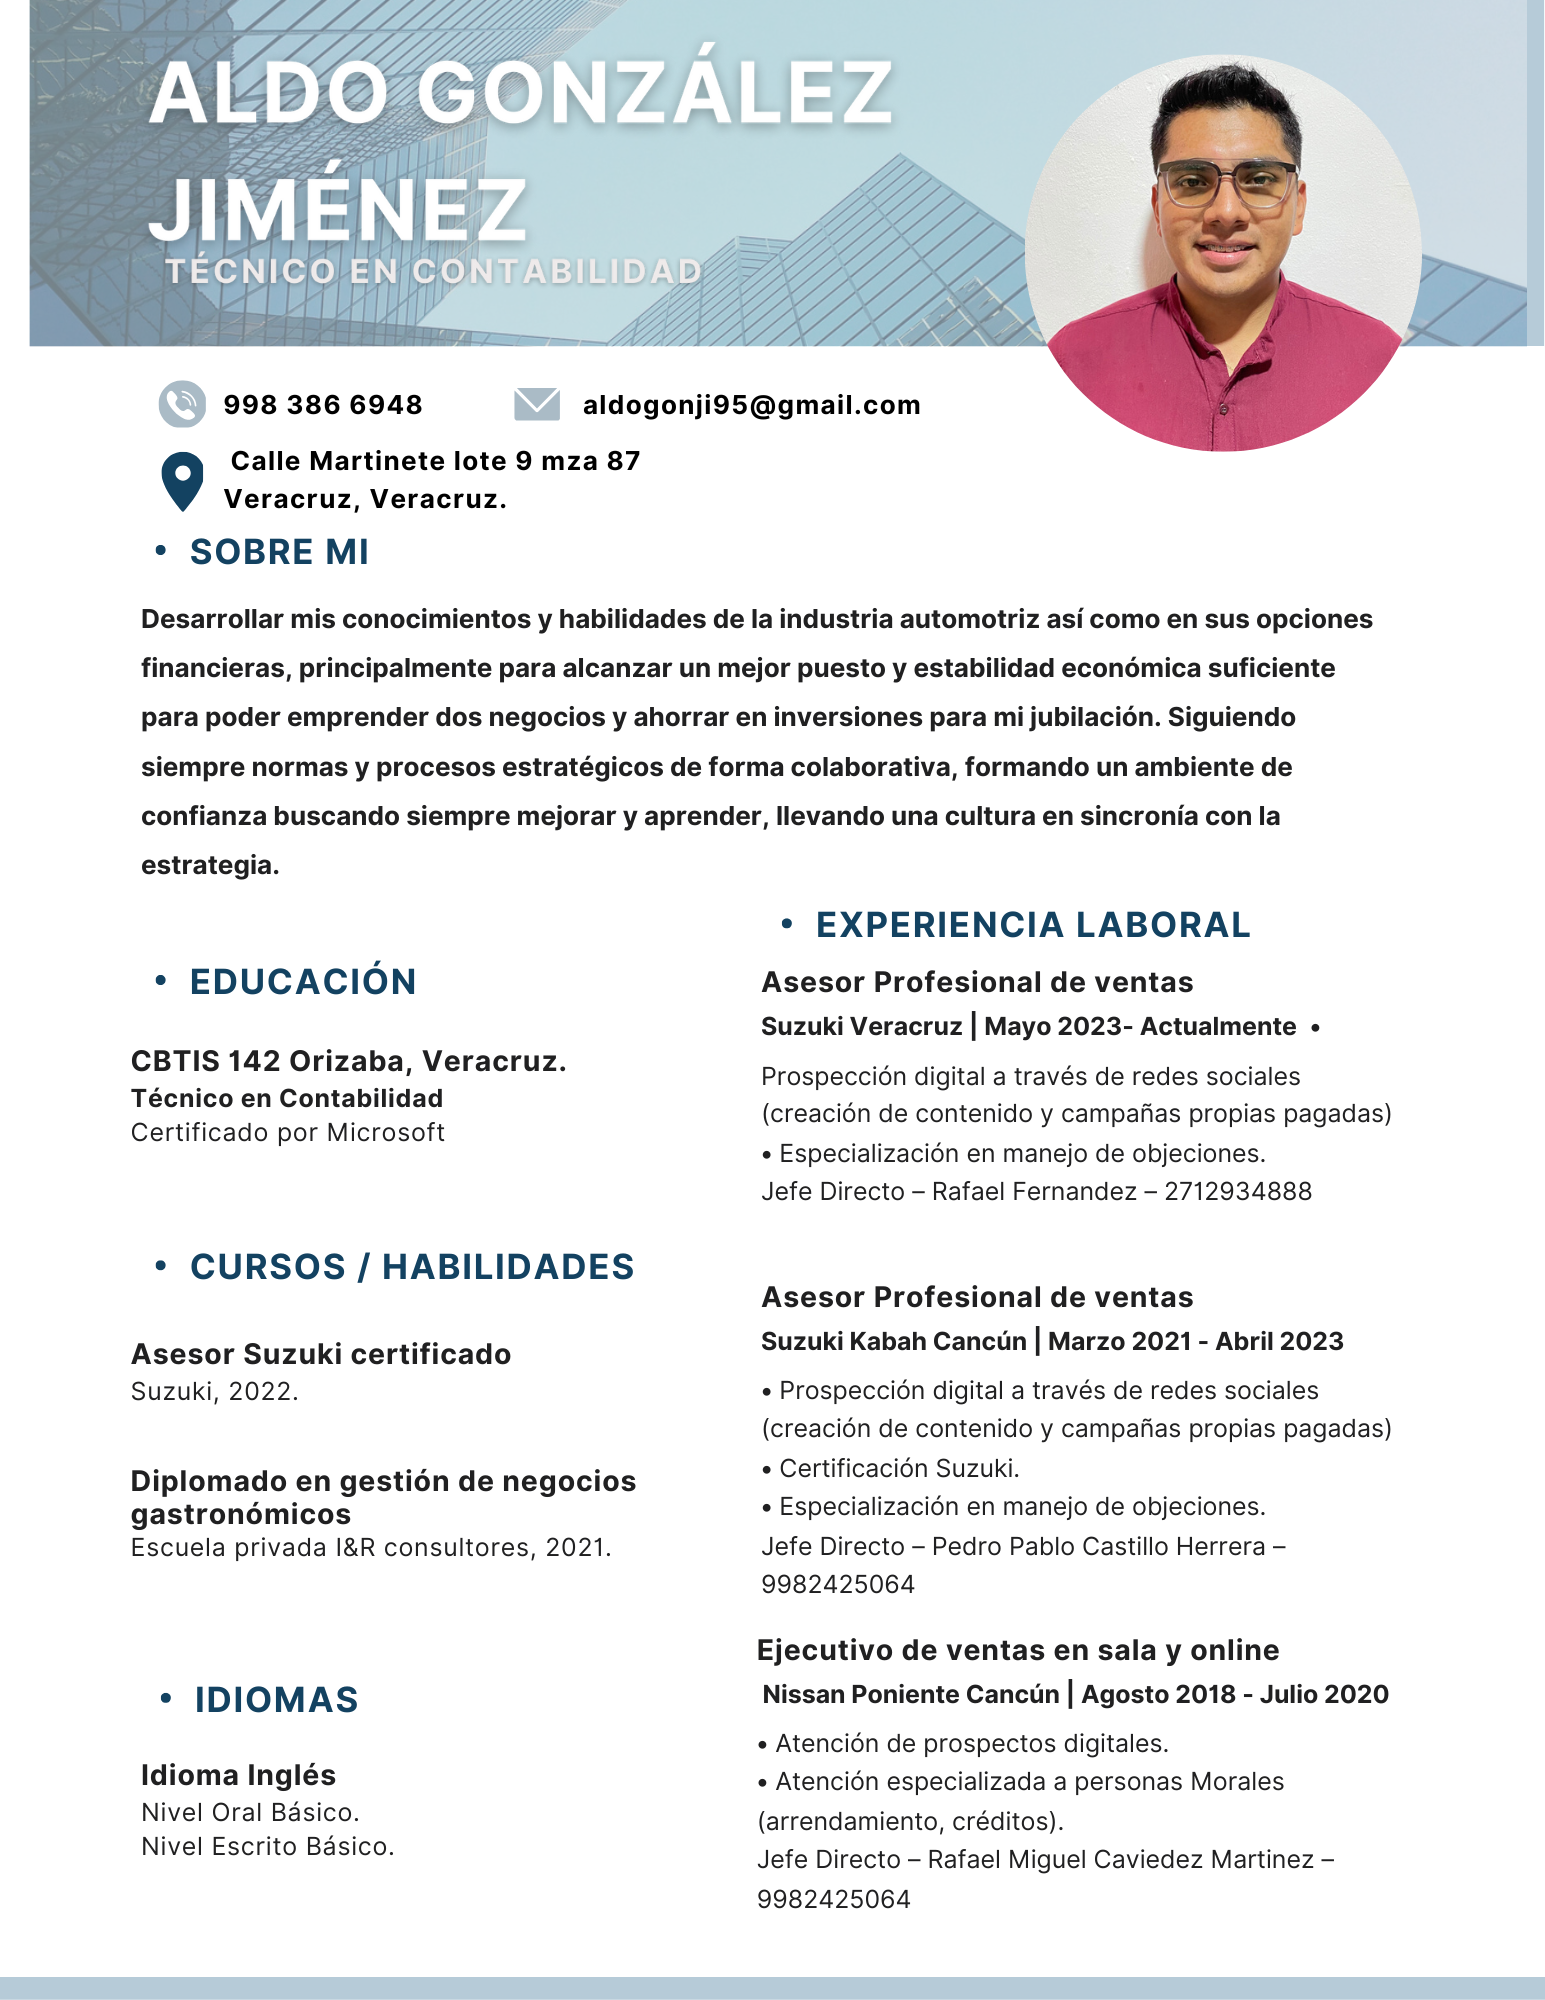 ALDO GONZÁLEZ
JIMÉNEZ
TÉCNICO EN CONTABILIDAD
998 386 6948
aldogonji95@gmail.com
Calle Martinete lote 9 mza 87
Veracruz, Veracruz.
• SOBRE MI
Desarrollar mis conocimientos y habilidades de la industria automotriz así como en sus opciones
financieras, principalmente para alcanzar un mejor puesto y estabilidad económica suficiente
para poder emprender dos negocios y ahorrar en inversiones para mi jubilación. Siguiendo
siempre normas y procesos estratégicos de forma colaborativa, formando un ambiente de
confianza buscando siempre mejorar y aprender, llevando una cultura en sincronía con la
estrategia.
• EDUCACIÓN
CBTIS 142 Orizaba, Veracruz.
Técnico en Contabilidad
Certificado por Microsoft
• CURSOS / HABILIDADES
Asesor Suzuki certificado
Suzuki, 2022.
Diplomado en gestión de negocios
gastronómicos
Escuela privada I&R consultores, 2021.
• IDIOMAS
Idioma Inglés
Nivel Oral Básico.
Nivel Escrito Básico.
• EXPERIENCIA LABORAL
Asesor Profesional de ventas
Suzuki Veracruz | Mayo 2023- Actualmente •
Prospección digital a través de redes sociales
(creación de contenido y campañas propias pagadas)
• Especialización en manejo de objeciones.
Jefe Directo – Rafael Fernandez – 2712934888
Asesor Profesional de ventas
Suzuki Kabah Cancún | Marzo 2021 - Abril 2023
• Prospección digital a través de redes sociales
(creación de contenido y campañas propias pagadas)
• Certificación Suzuki.
• Especialización en manejo de objeciones.
Jefe Directo – Pedro Pablo Castillo Herrera –
9982425064
Ejecutivo de ventas en sala y online
Nissan Poniente Cancún | Agosto 2018 - Julio 2020
• Atención de prospectos digitales.
• Atención especializada a personas Morales
(arrendamiento, créditos).
Jefe Directo – Rafael Miguel Caviedez Martinez –
9982425064